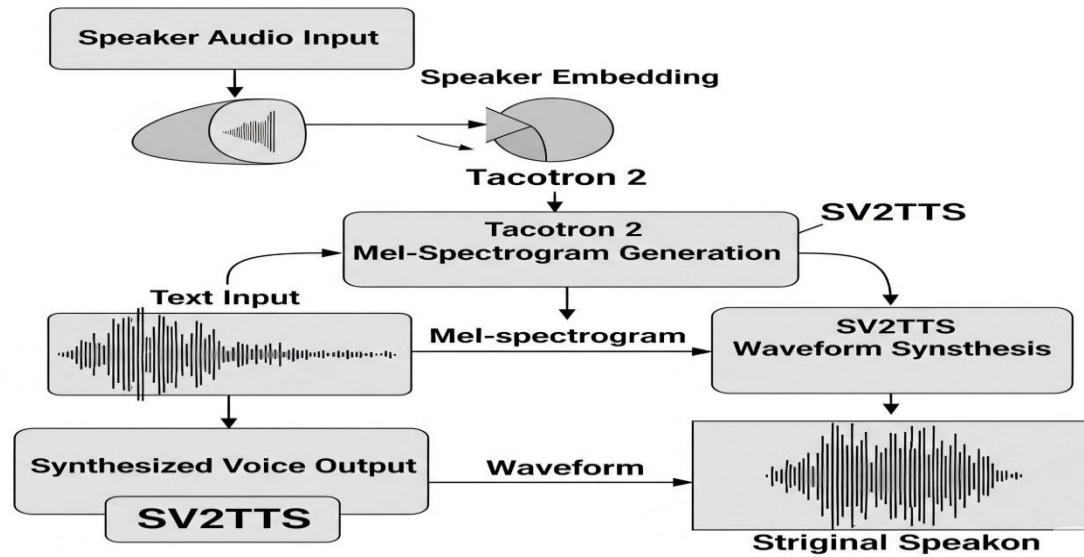 Speaker Audio Input
Speaker Embedding
Tacotron 2
SV2TTS
Tacotron 2
Mel-Spectrogram Generation
Text Input
Mel-spectrogram
SV2TTS
Waveform Synsthesis
Synthesized Voice Output
Waveform
SV2TTS
Striginal Speakon